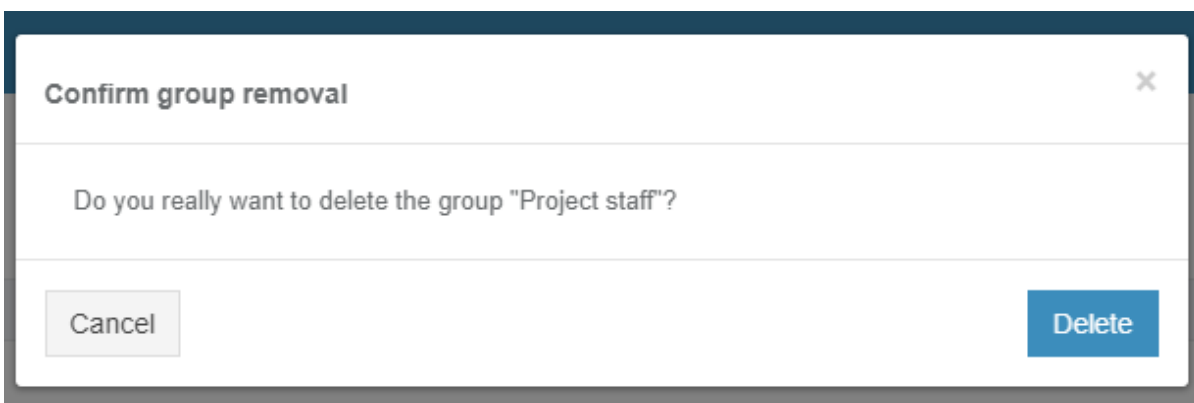 Confirm group removal
×
Do you really want to delete the group "Project staff"?
Cancel
Delete